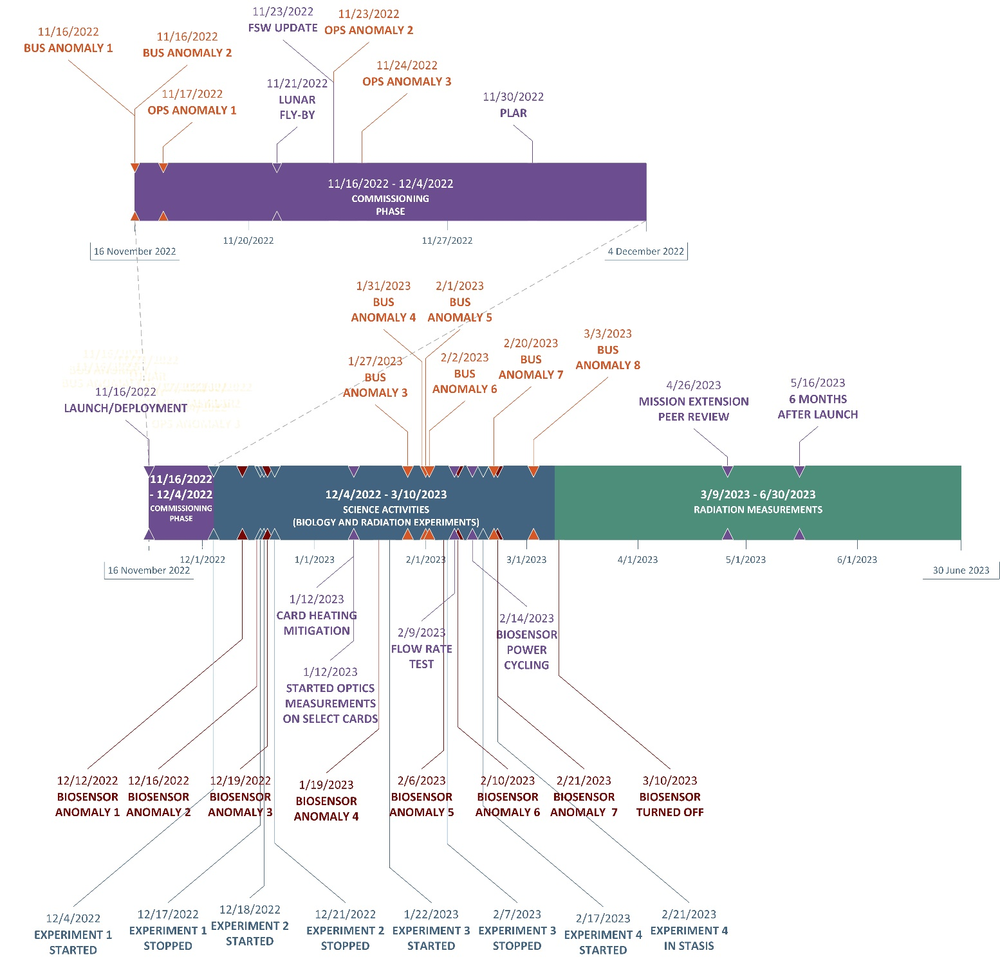 11/16/2022
BUS ANOMALY 1
11/16/2022
BUS ANOMALY 2
11/17/2022
OPS ANOMALY 1
11/23/2022
FSW UPDATE
11/23/2022
OPS ANOMALY 2
11/21/2022
LUNAR
FLY-BY
11/24/2022
OPS ANOMALY 3
11/30/2022
PLAR
11/16/2022 - 12/4/2022
COMMISSIONING
PHASE
16 November 2022
11/20/2022
11/27/2022
4 December 2022
1/31/2023
BUS
ANOMALY 4
2/1/2023
BUS
ANOMALY 5
1/27/2023
BUS
ANOMALY 3
2/2/2023
BUS
ANOMALY 6
2/20/2023
BUS
ANOMALY 7
3/3/2023
BUS
ANOMALY 8
OPS ANOMALY 3
11/16/2022
LAUNCH/DEPLOYMENT
4/26/2023
MISSION EXTENSION
PEER REVIEW
5/16/2023
6 MONTHS
AFTER LAUNCH
11/16/2022
- 12/4/2022
COMMISSIONING
PHASE
12/4/2022 - 3/10/2023
SCIENCE ACTIVITIES
(BIOLOGY AND RADIATION EXPERIMENTS)
3/9/2023 - 6/30/2023
RADIATION MEASUREMENTS
16 November 2022
12/1/2022
1/1/2023
2/1/2023
3/1/2023
4/1/2023
5/1/2023
6/1/2023
30 June 2023
1/12/2023
CARD HEATING
MITIGATION
1/12/2023
STARTED OPTICS
MEASUREMENTS
ON SELECT CARDS
2/9/2023
FLOW RATE
TEST
2/14/2023
BIOSENSOR
POWER
CYCLING
12/12/2022
BIOSENSOR
ANOMALY 1
12/16/2022
BIOSENSOR
ANOMALY 2
12/19/2022
BIOSENSOR
ANOMALY 3
1/19/2023
BIOSENSOR
ANOMALY 4
2/6/2023
BIOSENSOR
ANOMALY 5
2/10/2023
BIOSENSOR
ANOMALY 6
2/21/2023
BIOSENSOR
ANOMALY 7
3/10/2023
BIOSENSOR
TURNED OFF
12/4/2022
EXPERIMENT 1
STARTED
12/17/2022
EXPERIMENT 1
STOPPED
12/18/2022
EXPERIMENT 2
STARTED
12/21/2022
EXPERIMENT 2
STOPPED
1/22/2023
EXPERIMENT 3
STARTED
2/7/2023
EXPERIMENT 3
STOPPED
2/17/2023
EXPERIMENT 4
STARTED
2/21/2023
EXPERIMENT 4
IN STASIS